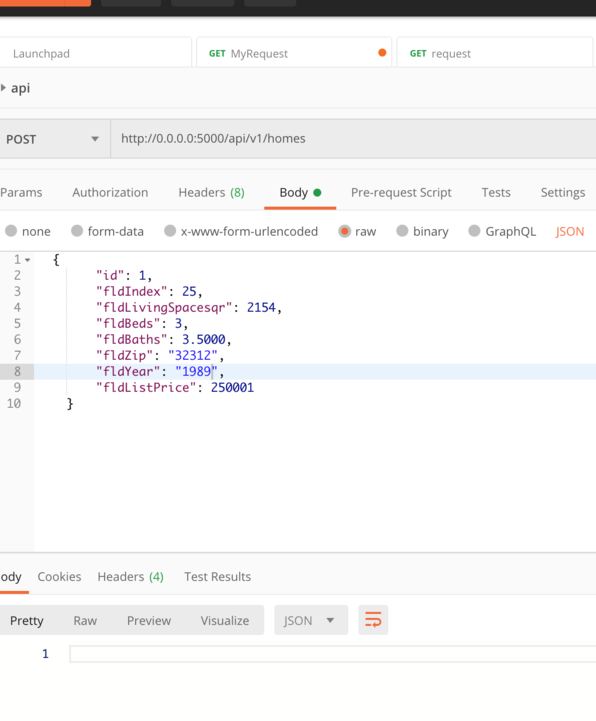 Launchpad
GET MyRequest
GET request
api
POST
http://0.0.0.0:5000/api/v1/homes
Params Authorization Headers (8) Body Pre-request Script Tests Settings
none form-data x-www-form-urlencoded raw binary GraphQL JSON
1 {
2 "id": 1,
3 "fldIndex": 25,
4 "fldLivingSpacesqr": 2154,
5 "fldBeds": 3,
6 "fldBaths": 3.5000,
7 "fldZip": "32312",
8 "fldYear": "1989",
9 "fldListPrice": 250001
10 }
ody Cookies Headers (4) Test Results
Pretty Raw Preview Visualize JSON
1